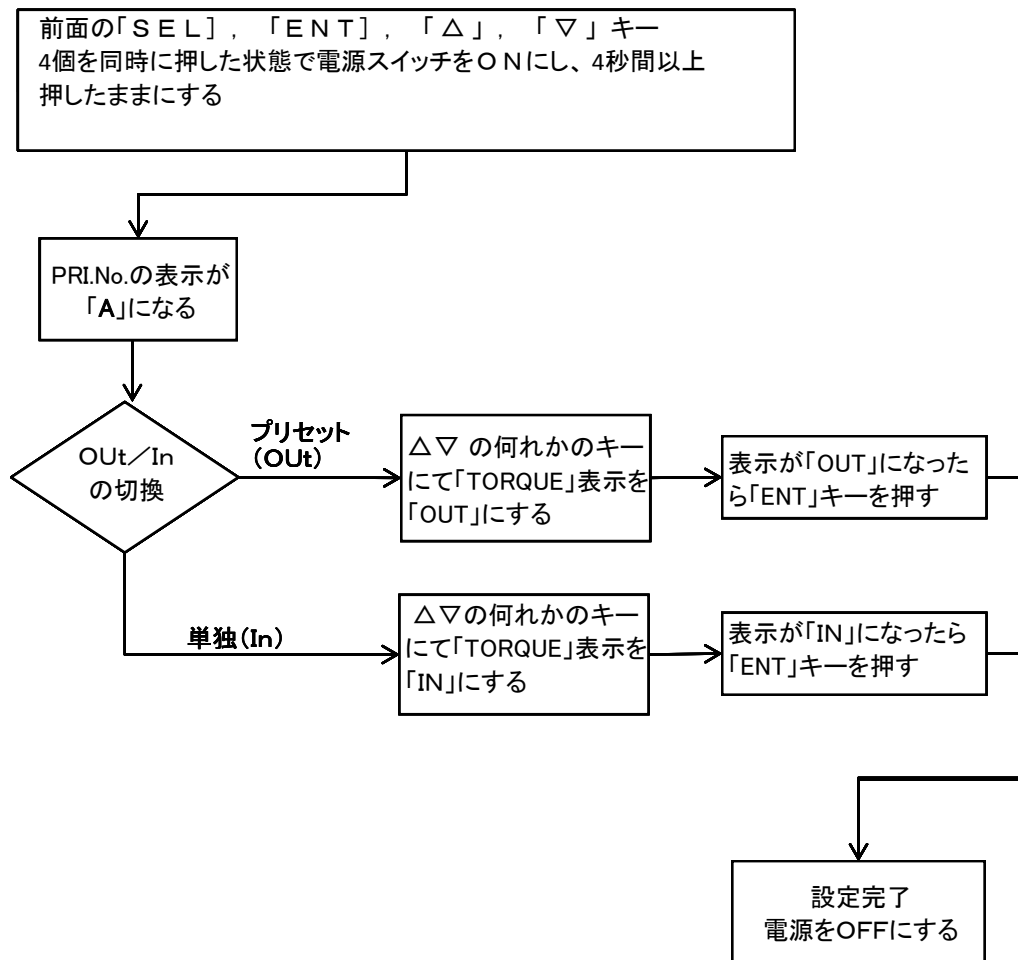 前面の「ＳＥＬ］，「ＥＮＴ］，「△」，「▽」キー
4個を同時に押した状態で電源スイッチをＯＮにし、4秒間以上
押したままにする
PRI.No.の表示が
「A」になる
OUt／In
の切換
プリセット
（OUt）
△▽ の何れかのキー
にて「TORQUE」表示を
「OUT」にする
表示が「OUT」になった
ら「ENT」キーを押す
単独（In）
△▽の何れかのキー
にて「TORQUE」表示を
「IN」にする
表示が「IN」になったら
「ENT」キーを押す
設定完了
電源をOFFにする